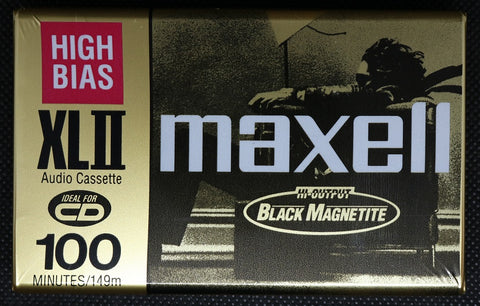 HIGH
BIAS
XLII
Audio Cassette
IDEAL FOR
CD
100
MINUTES/149m
maxell
HI-OUTPUT
BLACK MAGNETITE